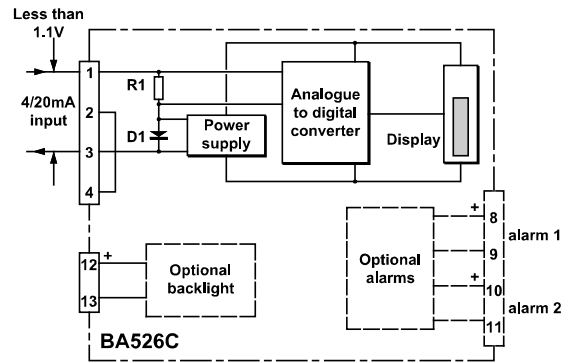 Less than
1.1V
4/20mA
input
1
2
3
4
R1
D1
Power
supply
Analogue
to digital
converter
Display
12 +
13
Optional
backlight
Optional
alarms
+ 8
9
alarm 1
+ 10
11
alarm 2
BA526C